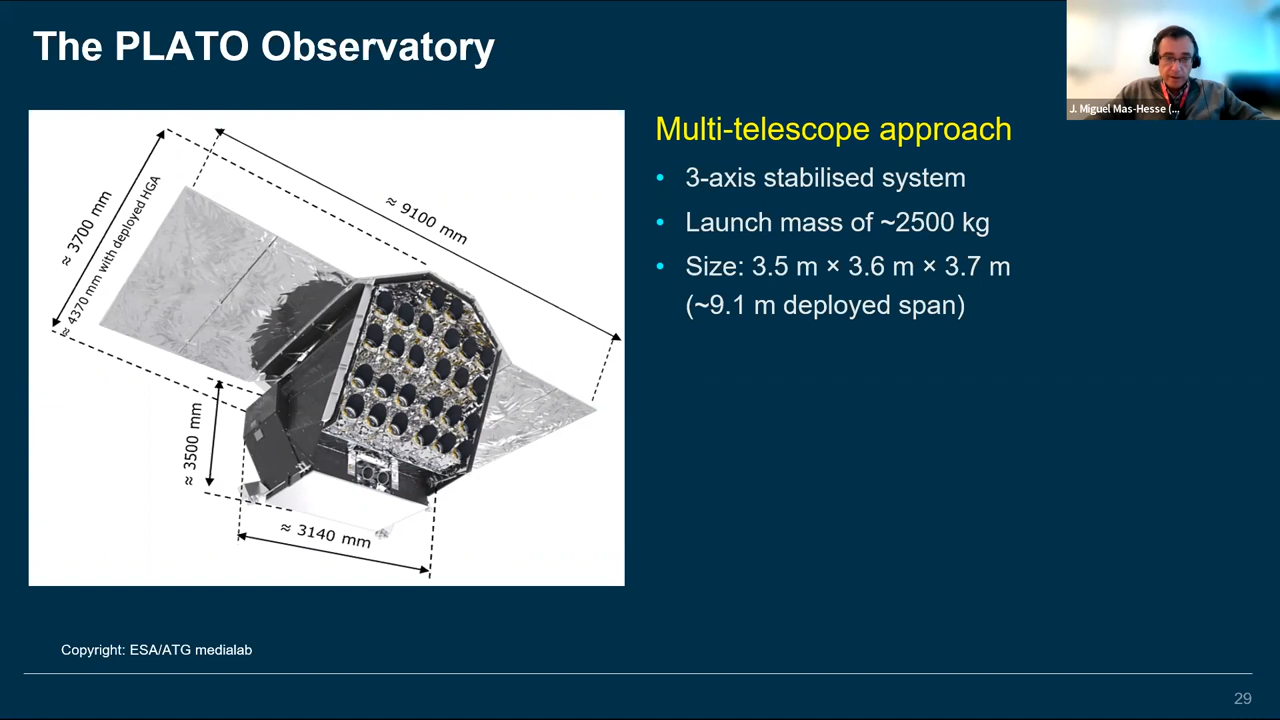 The PLATO Observatory
J. Miguel Mas-Hesse (...
≈ 3700 mm
≈ 4370 mm with deployed HGA
≈ 9100 mm
≈ 3500 mm
≈ 3140 mm
Multi-telescope approach
• 3-axis stabilised system
• Launch mass of ~2500 kg
• Size: 3.5 m × 3.6 m × 3.7 m
(~9.1 m deployed span)
Copyright: ESA/ATG medialab
29